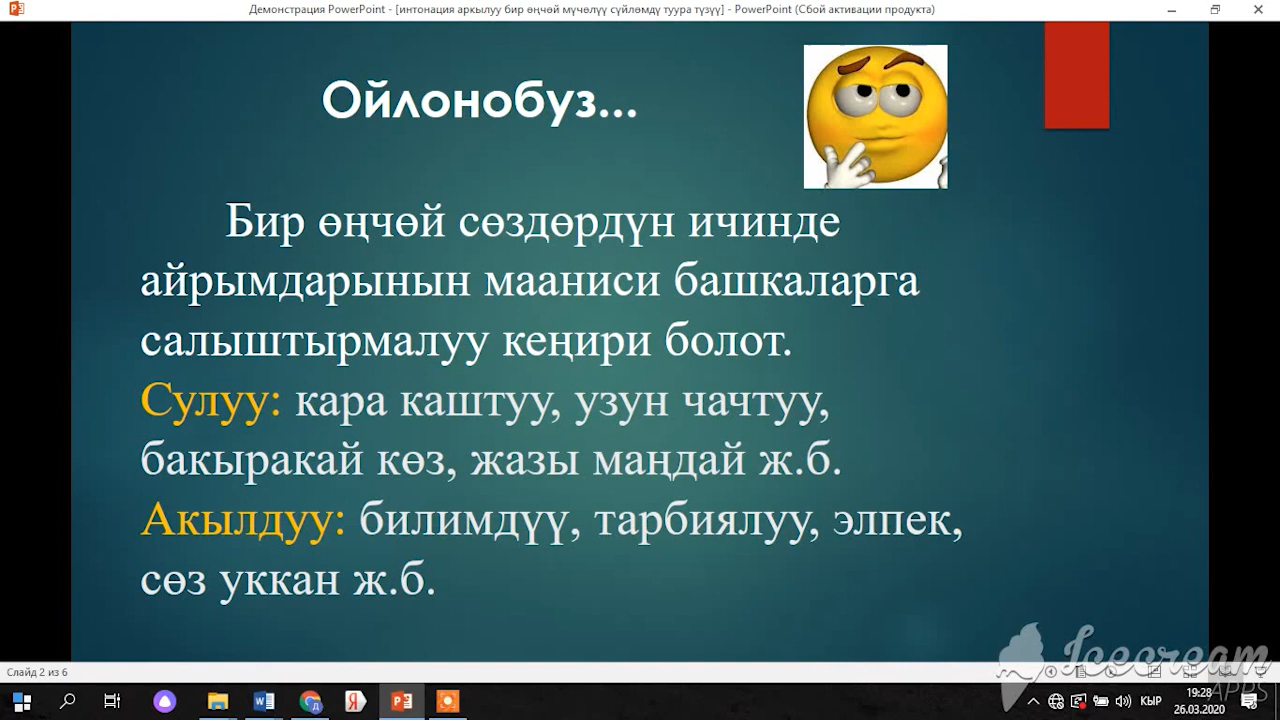 Демонстрация PowerPoint - [интонация аркылуу бир өңчөй мүчөлүү сүйлөмдү туура түзүү] - PowerPoint (Сбой активации продукта)
Ойлонобуз...
Бир өңчөй сөздөрдүн ичинде
айрымдарынын мааниси башкаларга
салыштырмалуу кеңири болот.
Сулуу: кара каштуу, узун чачтуу,
бакыракай көз, жазы маңдай ж.б.
Акылдуу: билимдүү, тарбиялуу, элпек,
сөз уккан ж.б.
Icecream
APPS
Слайд 2 из 6
КЫР
19:28
26.03.2020